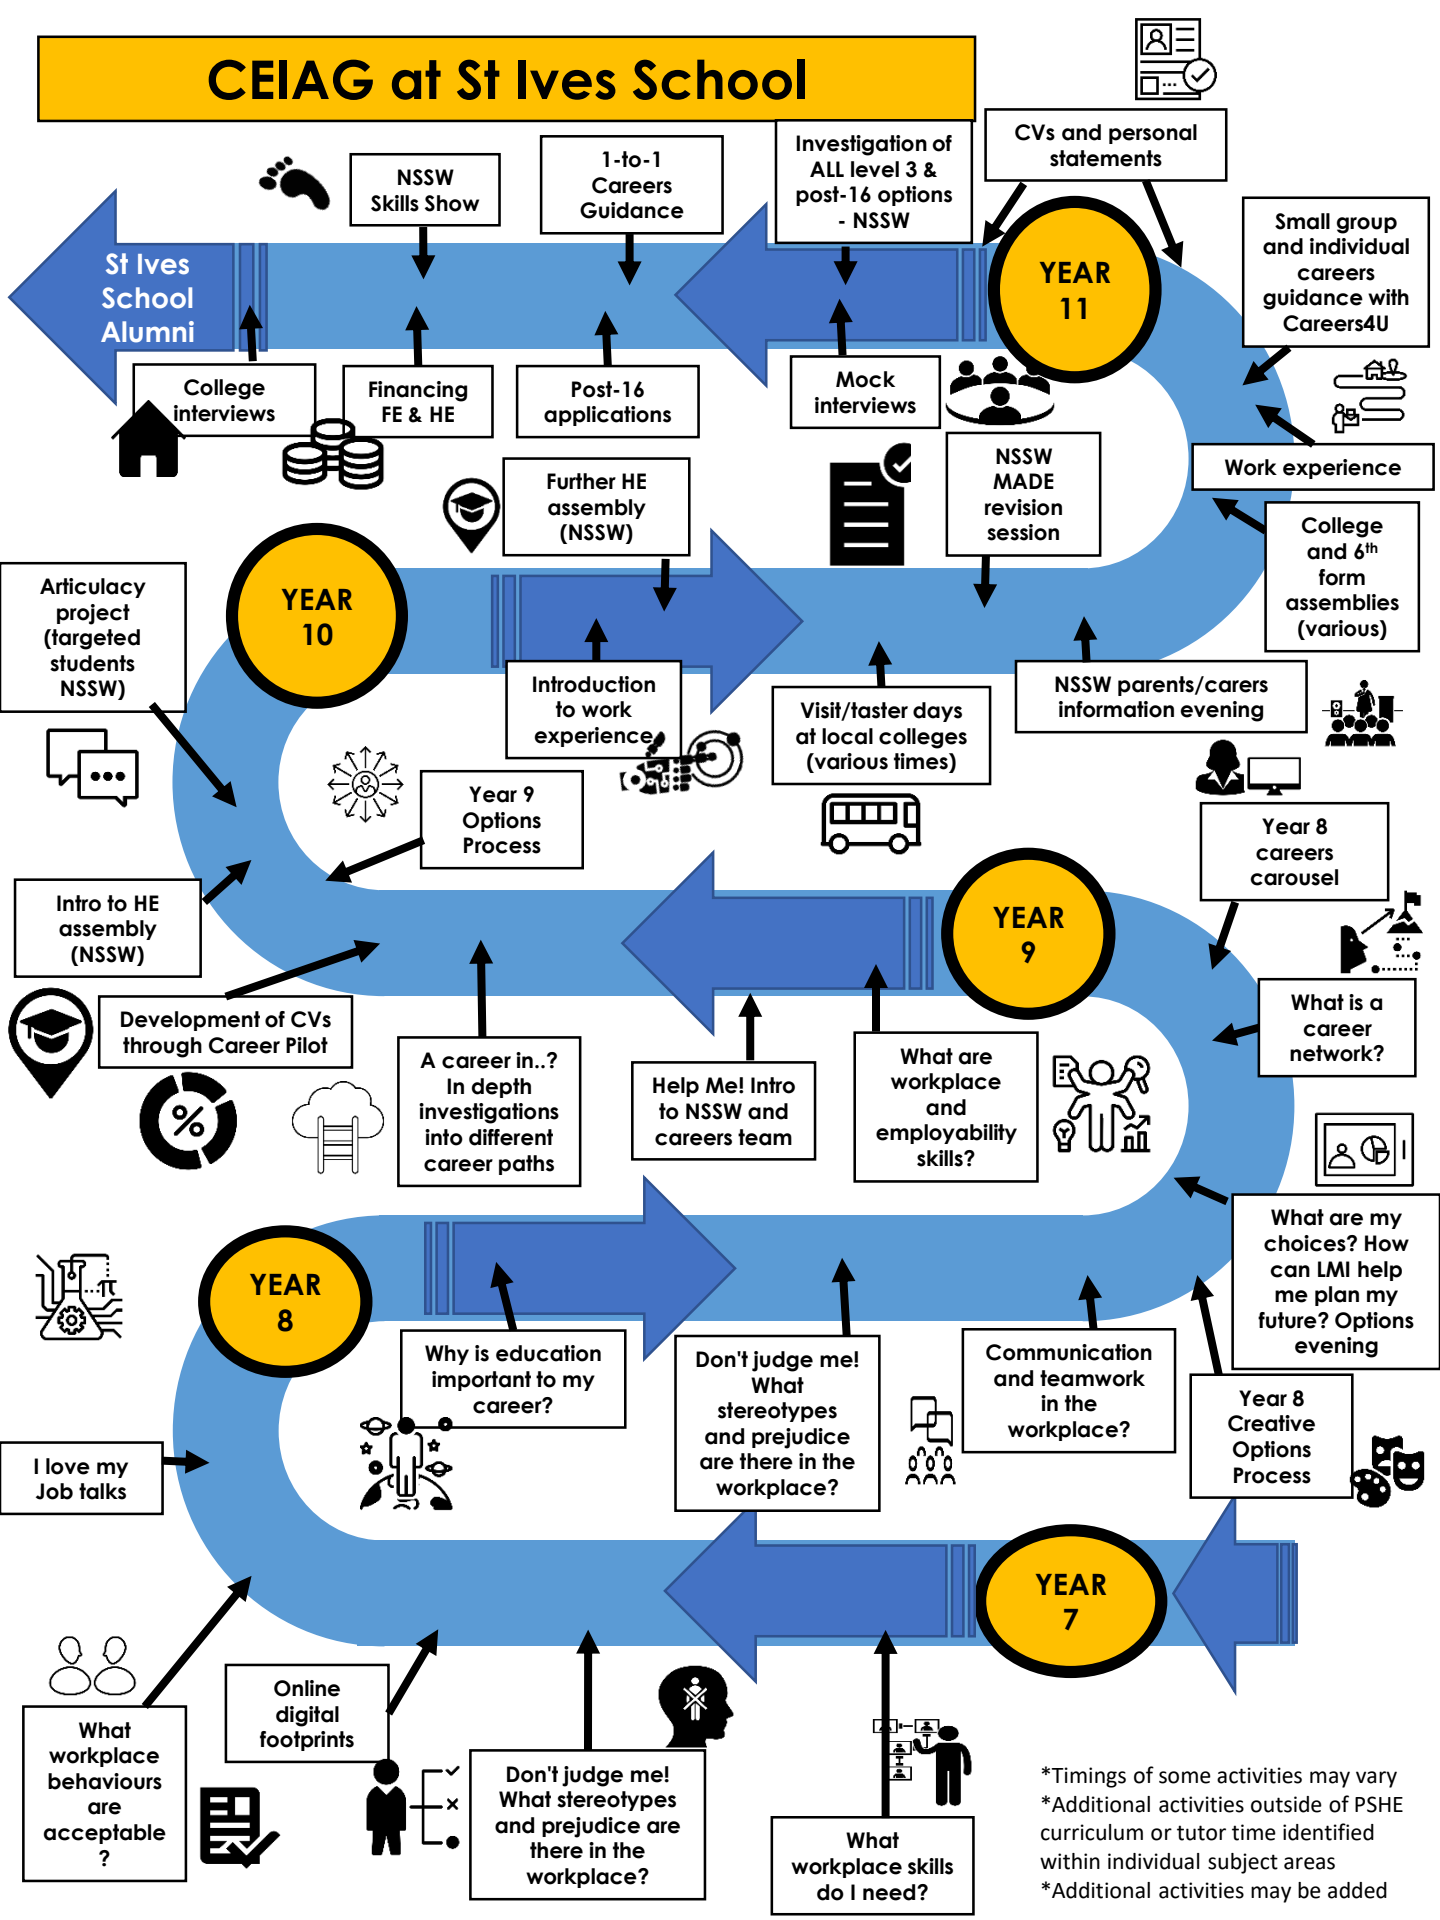 CEIAG at St Ives School
CVs and personal
statements
Investigation of
ALL level 3 &
post-16 options
- NSSW
1-to-1
Careers
Guidance
NSSW
Skills Show
Small group
and individual
careers
guidance with
Careers4U
St Ives
School
Alumni
YEAR
11
College
interviews
Financing
FE & HE
Post-16
applications
Mock
interviews
Work experience
NSSW
MADE
revision
session
Further HE
assembly
(NSSW)
College
and 6th
form
assemblies
(various)
Articulacy
project
(targeted
students
NSSW)
YEAR
10
Introduction
to work
experience
Visit/taster days
at local colleges
(various times)
NSSW parents/carers
information evening
Year 9
Options
Process
Year 8
careers
carousel
Intro to HE
assembly
(NSSW)
YEAR
9
What is a
career
network?
Development of CVs
through Career Pilot
%
A career in..?
In depth
investigations
into different
career paths
Help Me! Intro
to NSSW and
careers team
What are
workplace
and
employability
skills?
What are my
choices? How
can LMI help
me plan my
future? Options
evening
π
YEAR
8
Why is education
important to my
career?
Don't judge me!
What
stereotypes
and prejudice
are there in the
workplace?
Communication
and teamwork
in the
workplace?
Year 8
Creative
Options
Process
I love my
Job talks
YEAR
7
What
workplace
behaviours
are
acceptable
?
Online
digital
footprints
Don't judge me!
What stereotypes
and prejudice are
there in the
workplace?
What
workplace skills
do I need?
*Timings of some activities may vary
*Additional activities outside of PSHE
curriculum or tutor time identified
within individual subject areas
*Additional activities may be added